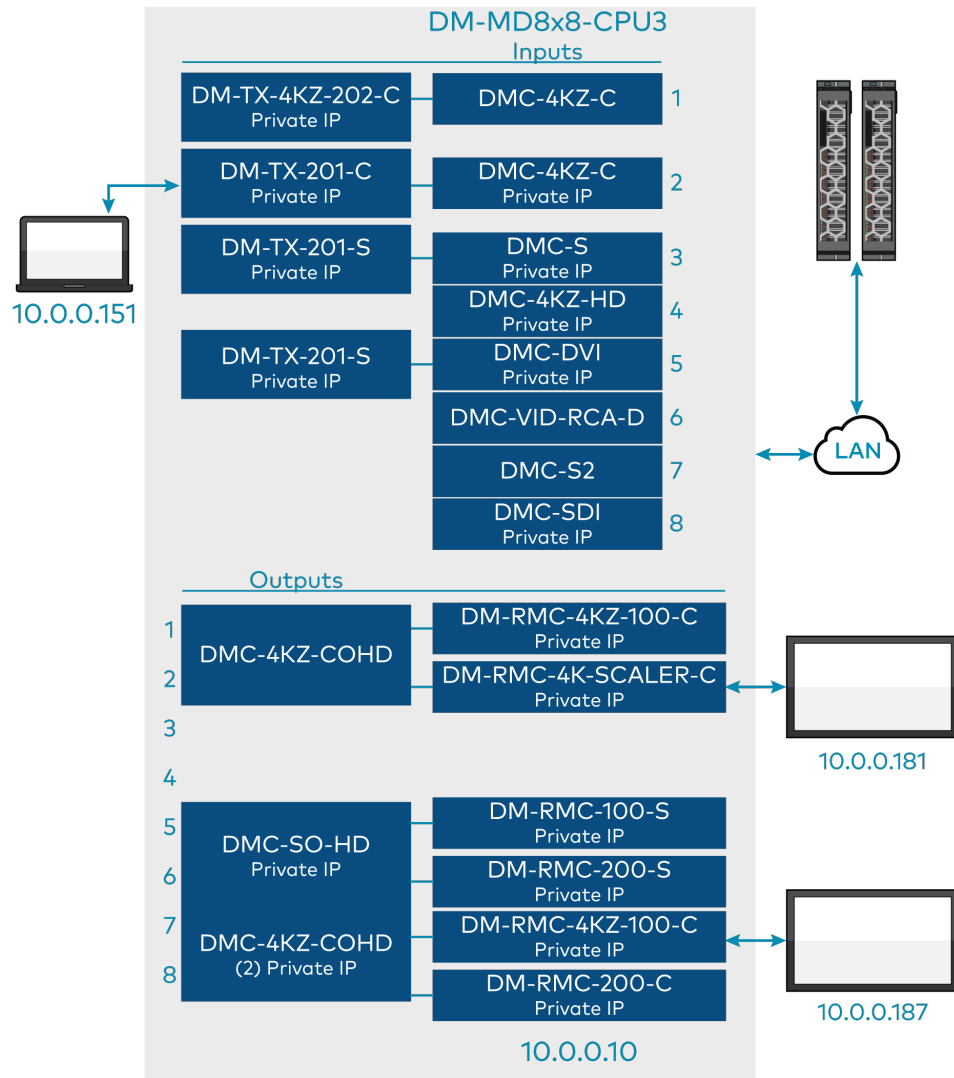 DM-MD8x8-CPU3
Inputs
DM-TX-4KZ-202-C
Private IP
DMC-4KZ-C
1
DM-TX-201-C
Private IP
DMC-4KZ-C
Private IP
2
10.0.0.151
DM-TX-201-S
Private IP
DMC-S
Private IP
3
DMC-4KZ-HD
Private IP
4
DM-TX-201-S
Private IP
DMC-DVI
Private IP
5
DMC-VID-RCA-D
6
DMC-S2
7
DMC-SDI
Private IP
8
LAN
Outputs
1
2
DMC-4KZ-COHD
DM-RMC-4KZ-100-C
Private IP
DM-RMC-4K-SCALER-C
Private IP
10.0.0.181
3
4
5
6
DMC-SO-HD
Private IP
DM-RMC-100-S
Private IP
DM-RMC-200-S
Private IP
7
8
DMC-4KZ-COHD
(2) Private IP
DM-RMC-4KZ-100-C
Private IP
DM-RMC-200-C
Private IP
10.0.0.187
10.0.0.10